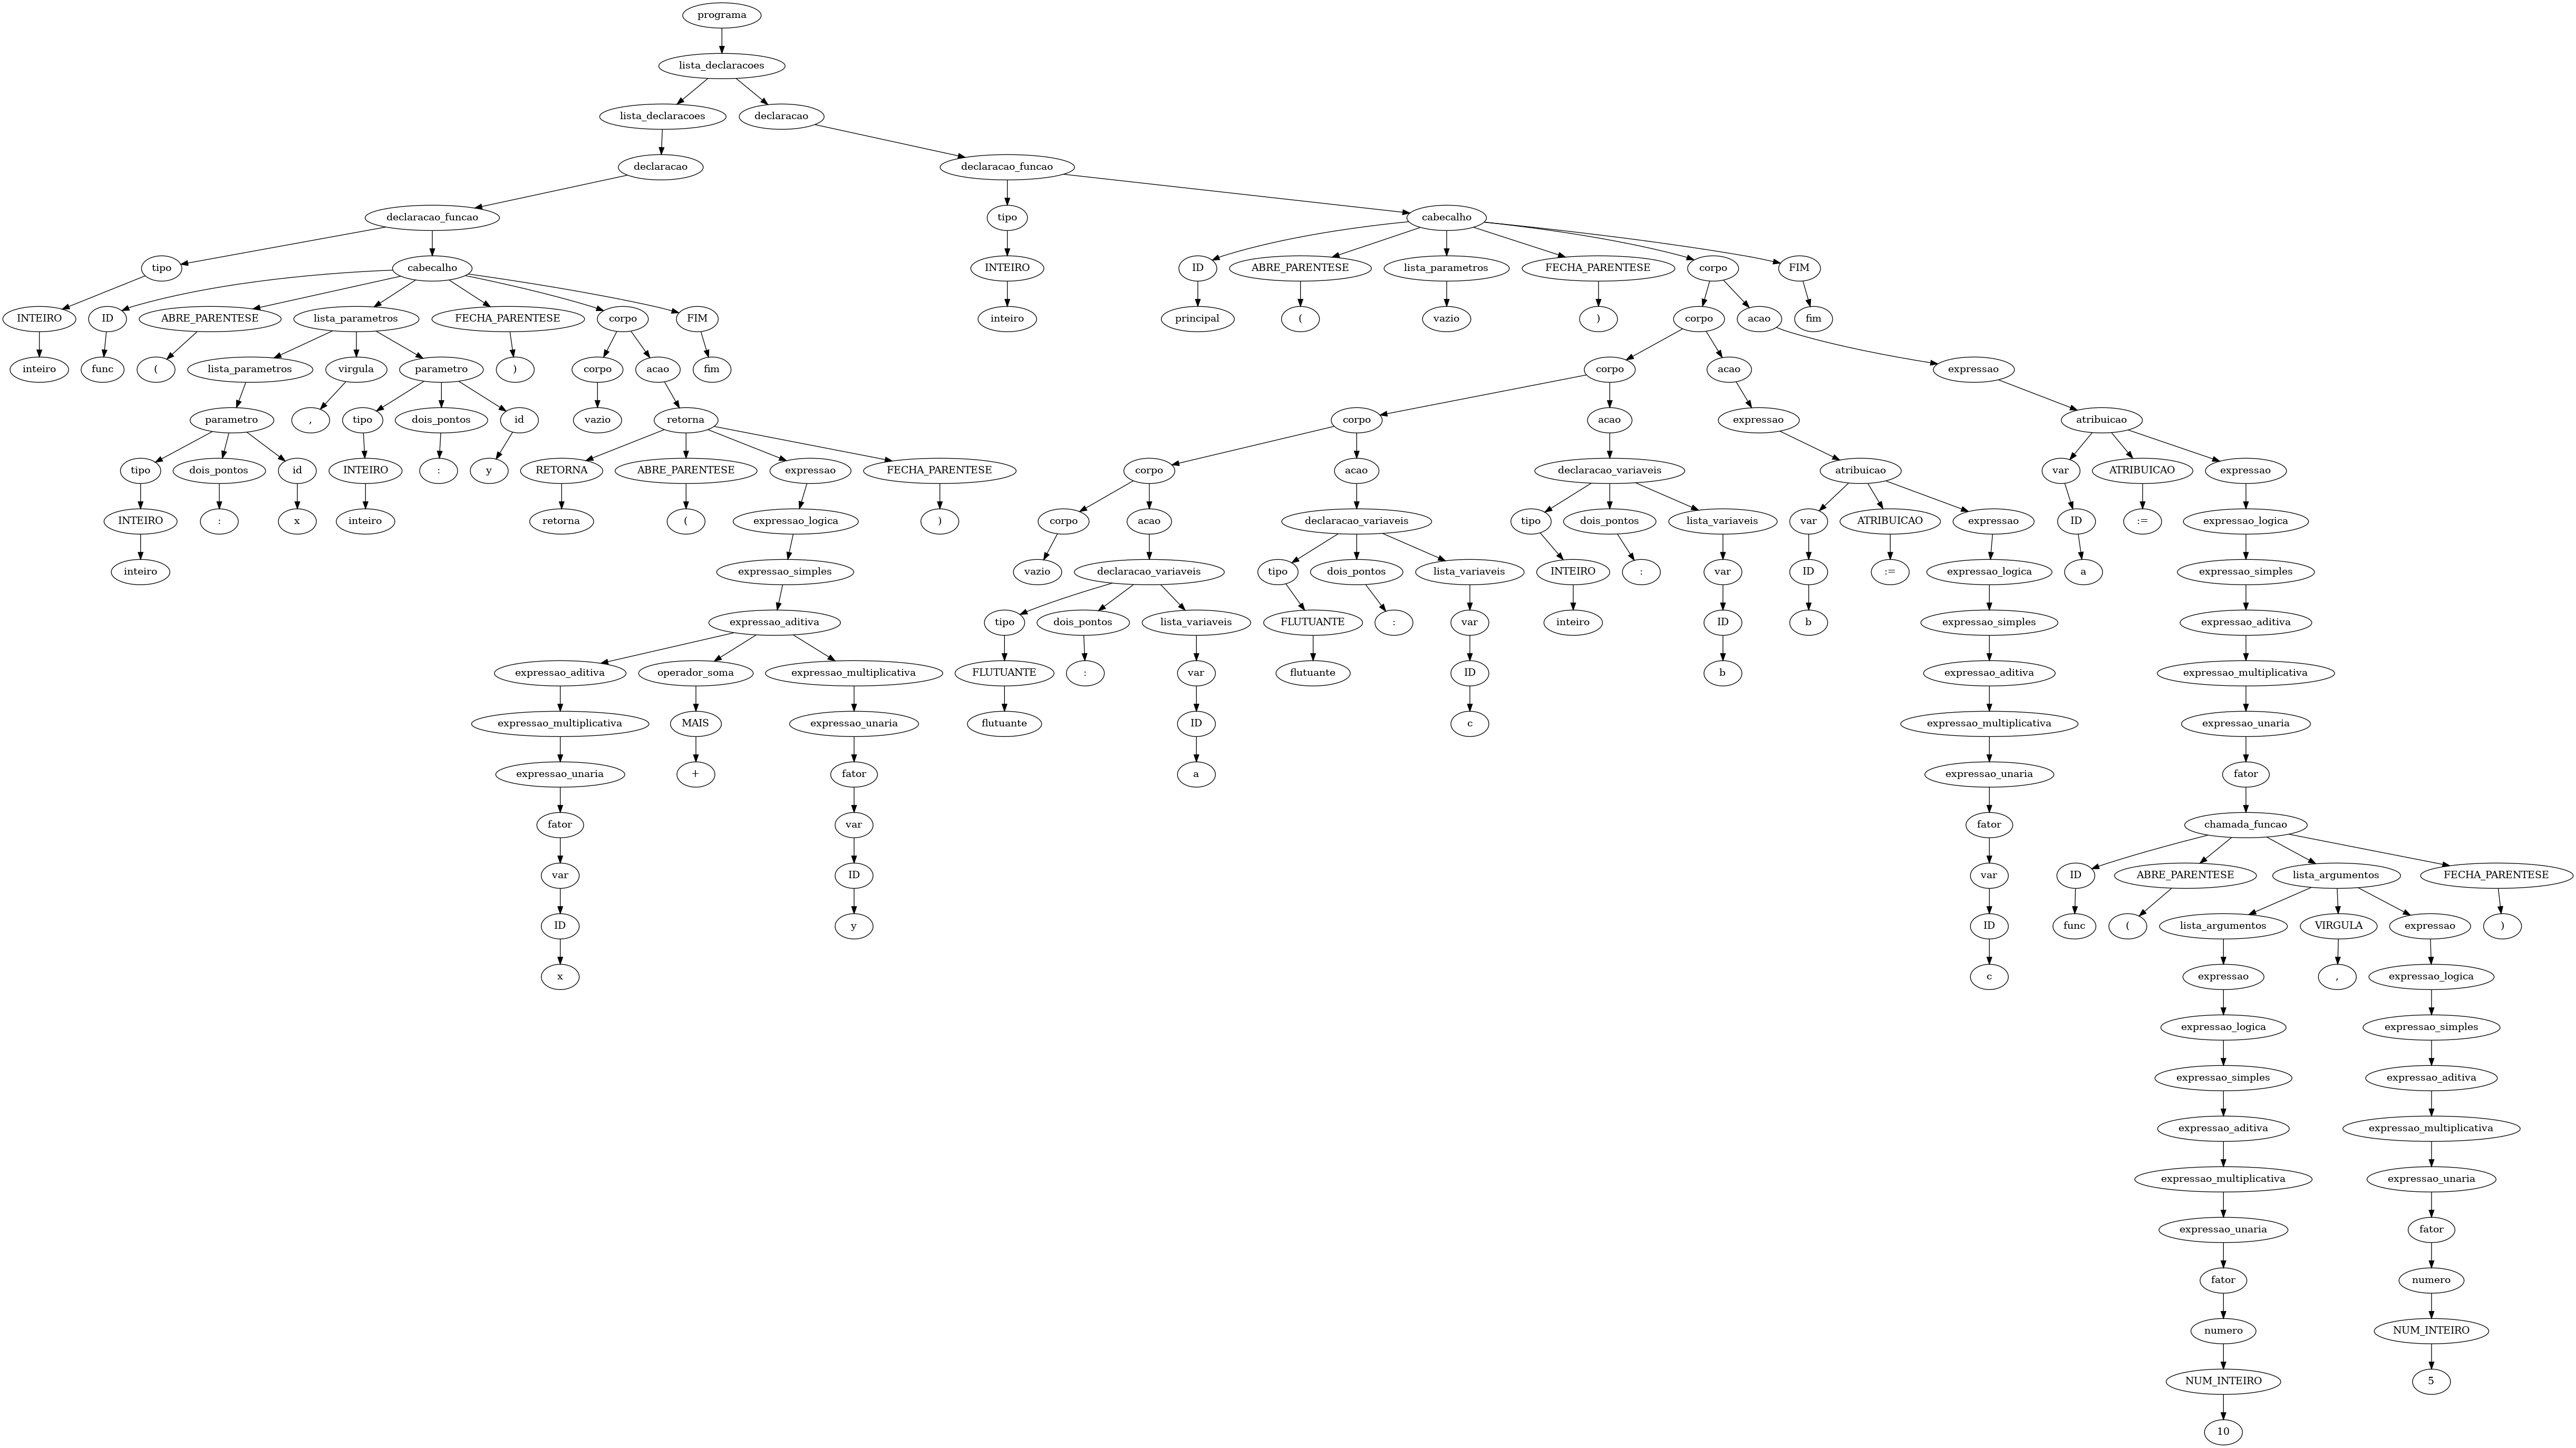 programa
lista_declaracoes
lista_declaracoes declaracao
declaracao declaracao_funcao
declaracao_funcao tipo cabecalho
tipo cabecalho INTEIRO ID ABRE_PARENTESE lista_parametros FECHA_PARENTESE corpo FIM
INTEIRO ID ABRE_PARENTESE lista_parametros FECHA_PARENTESE corpo FIM inteiro principal ( vazio ) corpo acao fim
inteiro func ( lista_parametros virgula parametro ) corpo acao fim corpo acao expressao
parametro , tipo dois_pontos id vazio retorna corpo acao expressao atribuicao
tipo dois_pontos id INTEIRO : y RETORNA ABRE_PARENTESE expressao FECHA_PARENTESE corpo acao declaracao_variaveis atribuicao var ATRIBUICAO expressao
INTEIRO : x inteiro retorna ( expressao_logica ) corpo acao declaracao_variaveis tipo dois_pontos lista_variaveis var ATRIBUICAO expressao ID := expressao_logica
inteiro expressao_simples vazio declaracao_variaveis tipo dois_pontos lista_variaveis INTEIRO : var ID := expressao_logica a expressao_simples
expressao_aditiva tipo dois_pontos lista_variaveis FLUTUANTE : var inteiro ID b expressao_simples expressao_aditiva
expressao_aditiva operador_soma expressao_multiplicativa FLUTUANTE : var flutuante ID b expressao_aditiva expressao_multiplicativa
expressao_multiplicativa MAIS expressao_unaria flutuante ID c expressao_multiplicativa expressao_unaria
expressao_unaria + fator a expressao_unaria fator
fator var fator chamada_funcao
var ID var ID ABRE_PARENTESE lista_argumentos FECHA_PARENTESE
ID y ID func ( lista_argumentos VIRGULA expressao )
x c expressao , expressao_logica
expressao_logica expressao_simples
expressao_simples expressao_aditiva
expressao_aditiva expressao_multiplicativa
expressao_multiplicativa expressao_unaria
expressao_unaria fator
fator numero
numero NUM_INTEIRO
NUM_INTEIRO 5
10